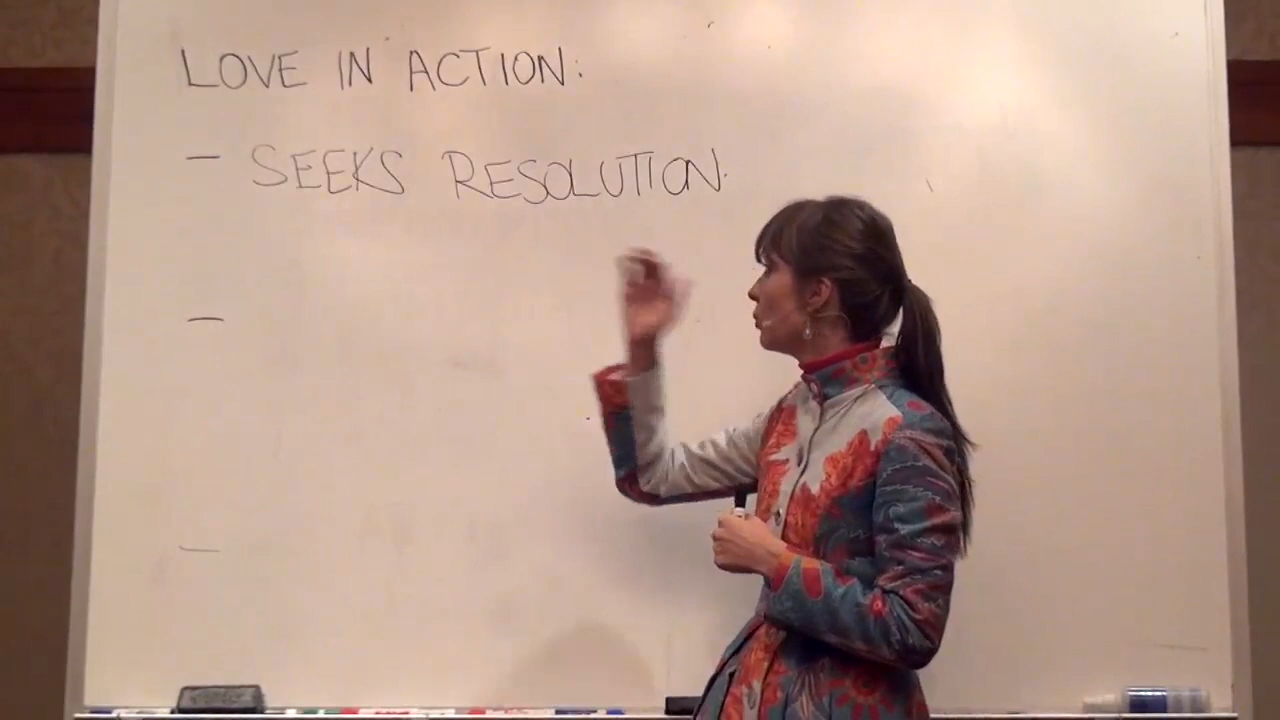 LOVE IN ACTION:
- SEEKS RESOLUTION.
-
-